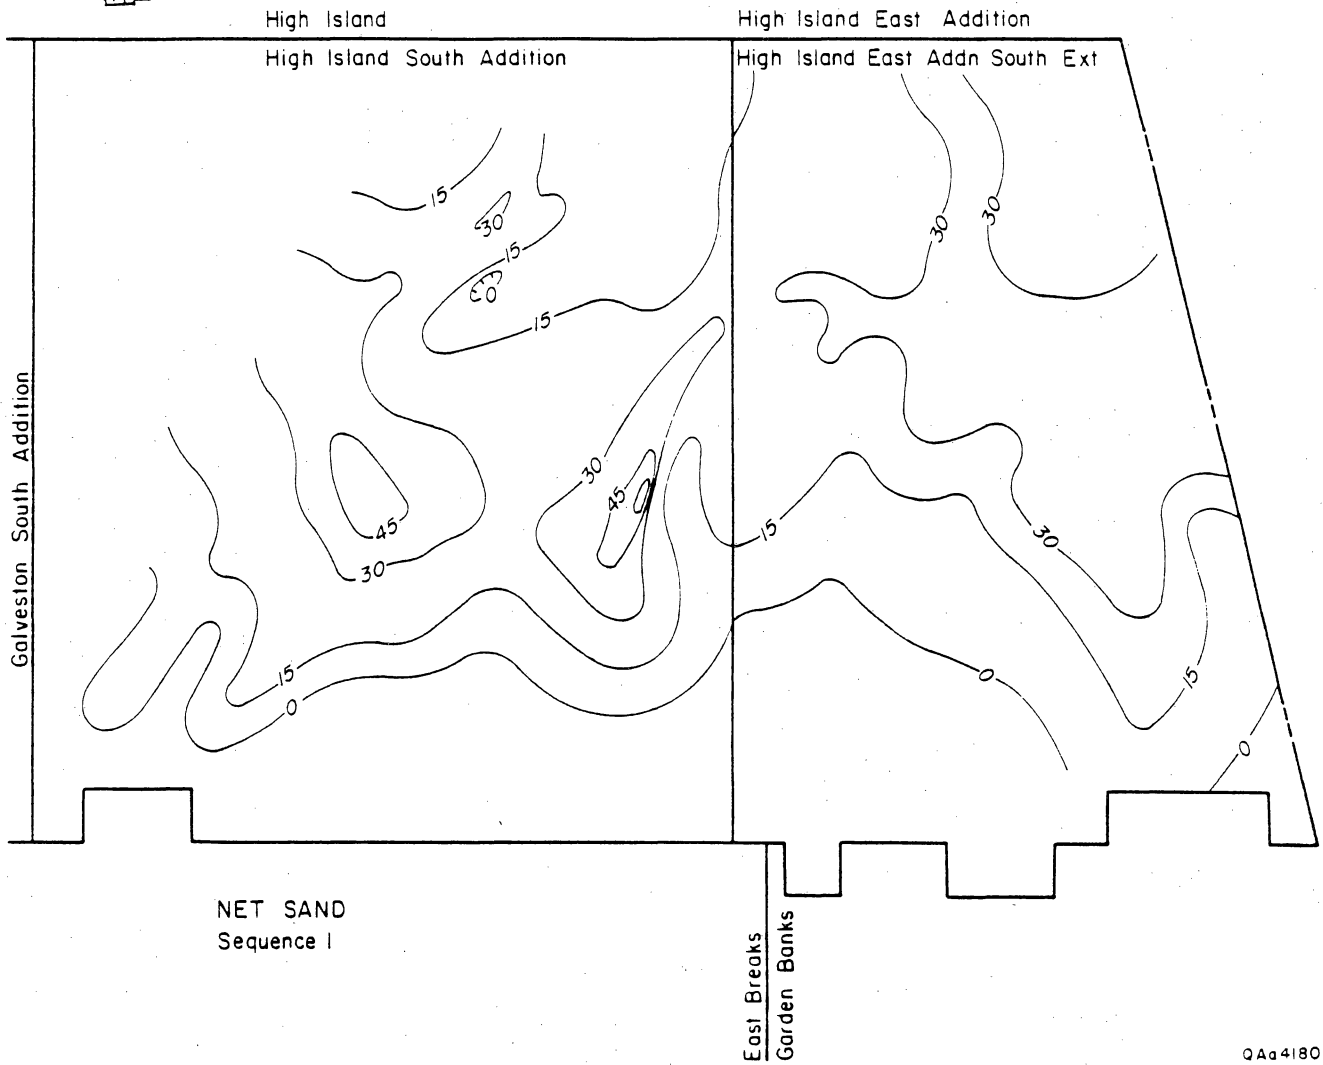 High Island
High Island East Addition
High Island South Addition
High Island East Addn South Ext
15
30
15
0
15
30
30
30
45
45
30
15
30
15
0
0
15
0
Galveston South Addition
NET SAND
Sequence I
East Breaks
Garden Banks
QAa4180